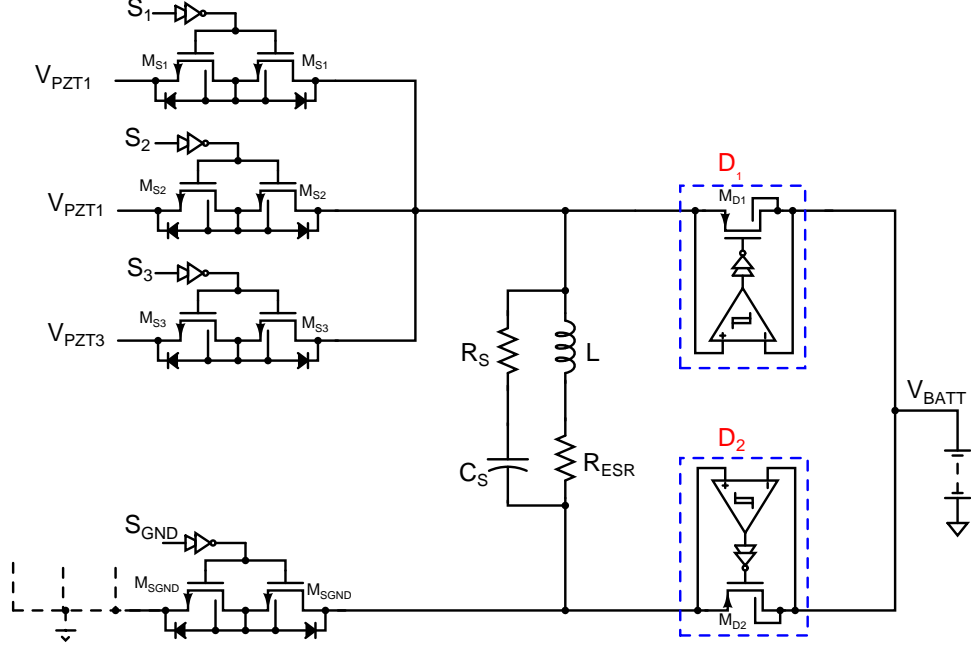 S1
MS1
MS1
VPZT1
S2
MS2
MS2
VPZT1
S3
MS3
MS3
VPZT3
D1
MD1
+
-
RS
L
CS
RESR
VBATT
D2
+
-
MD2
SGND
MSGND
MSGND